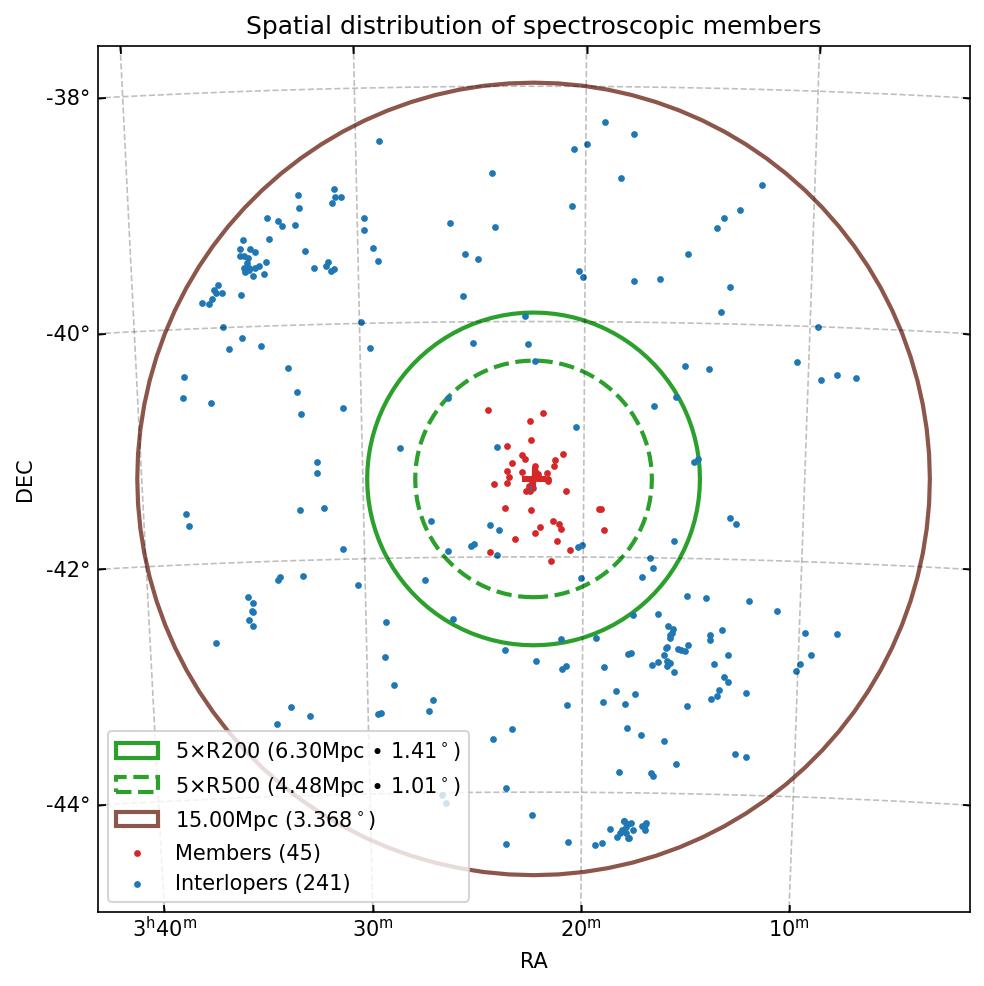 Spatial distribution of spectroscopic members
-38°
-40°
-42°
-44°
DEC
5×R200 (6.30Mpc • 1.41°)
5×R500 (4.48Mpc • 1.01°)
15.00Mpc (3.368°)
Members (45)
Interlopers (241)
3ʰ40ᵐ 30ᵐ 20ᵐ 10ᵐ
RA